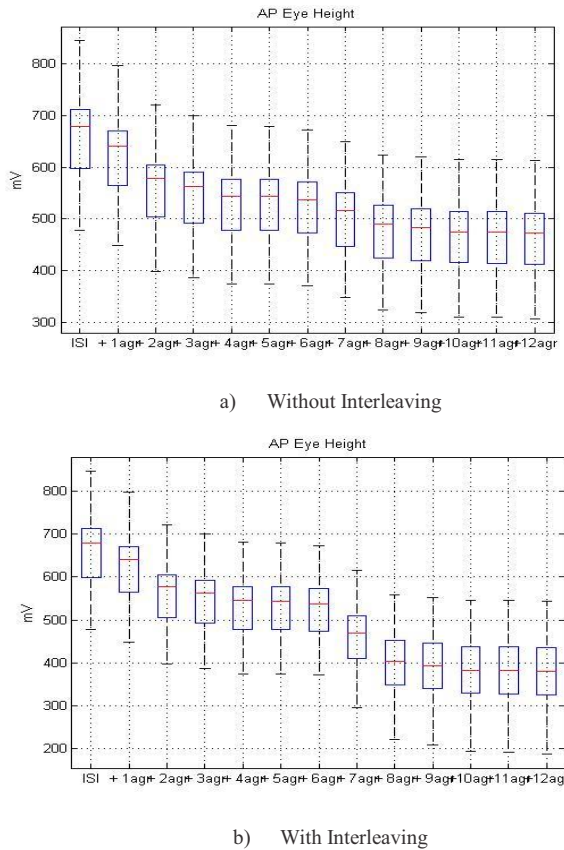 AP Eye Height
800
700
600
mV
500
400
300
ISI + 1agr + 2agr + 3agr + 4agr + 5agr + 6agr + 7agr + 8agr + 9agr +10agr +11agr +12agr
a) Without Interleaving
AP Eye Height
800
700
600
mV
500
400
300
200
ISI + 1agr + 2agr + 3agr + 4agr + 5agr + 6agr + 7agr + 8agr + 9agr +10agr +11agr +12agr
b) With Interleaving